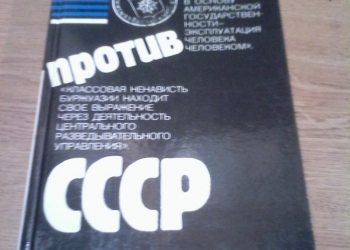 В ОСНОВУ
АМЕРИКАНСКОЙ
ГОСУДАРСТВЕН-
НОСТИ—
ЭКСПЛУАТАЦИЯ
ЧЕЛОВЕКА
ЧЕЛОВЕКОМ».
против
«КЛАССОВАЯ НЕНАВИСТЬ
БУРЖУАЗИИ НАХОДИТ
СВОЕ ВЫРАЖЕНИЕ
ЧЕРЕЗ ДЕЯТЕЛЬНОСТЬ
ЦЕНТРАЛЬНОГО
РАЗВЕДЫВАТЕЛЬНОГО
УПРАВЛЕНИЯ».
СССР